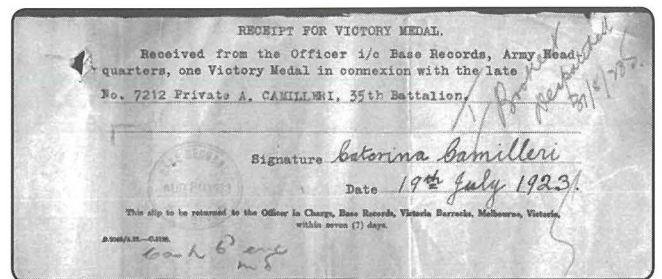 RECEIPT FOR VICTORY MEDAL.
Received from the Officer i/c Base Records, Army Head-
quarters, one Victory Medal in connexion with the late
No. 7212 Private A. CAMILLERI, 35th Battalion.
Signature Catorina Camilleri
Date 19th July 1923.
This slip to be returned to the Officer in Charge, Base Records, Victoria Barracks, Melbourne, Victoria,
within seven (7) days.